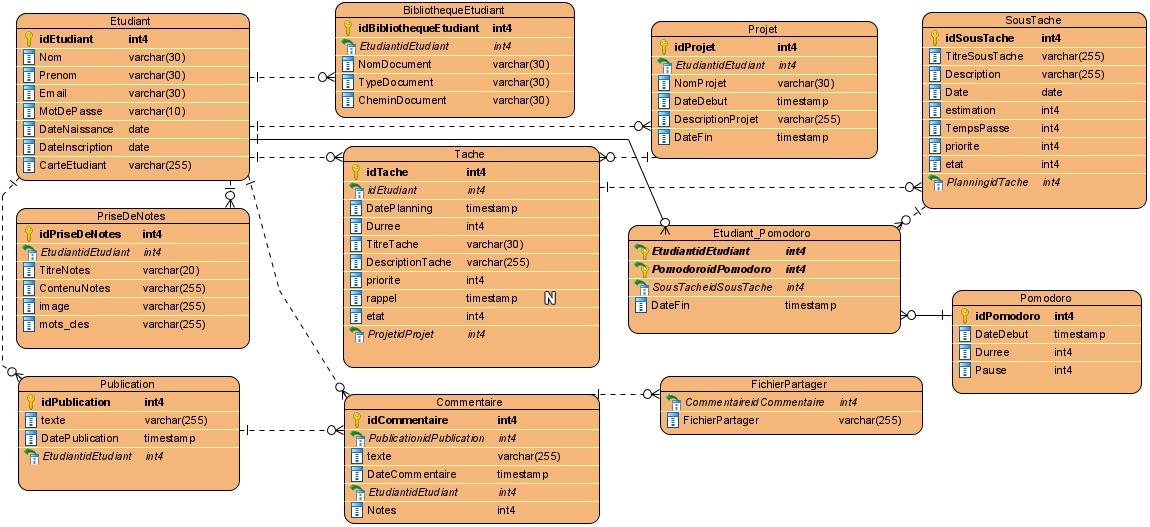 Etudiant
idEtudiant int4
Nom varchar(30)
Prenom varchar(30)
Email varchar(30)
MotDePasse varchar(10)
DateNaissance date
DateInscription date
CarteEtudiant varchar(255)
BibliothequeEtudiant
idBibliothequeEtudiant int4
EtudiantidEtudiant int4
NomDocument varchar(30)
TypeDocument varchar(30)
CheminDocument varchar(30)
Projet
idProjet int4
EtudiantidEtudiant int4
NomProjet varchar(30)
DateDebut timestamp
DescriptionProjet varchar(255)
DateFin timestamp
SousTache
idSousTache int4
TitreSousTache varchar(255)
Description varchar(255)
Date date
estimation int4
TempsPasse int4
priorite int4
etat int4
PlanningidTache int4
Tache
idTache int4
idEtudiant int4
DatePlanning timestamp
Durree int4
TitreTache varchar(30)
DescriptionTache varchar(255)
priorite int4
rappel timestamp N
etat int4
ProjetidProjet int4
PriseDeNotes
idPriseDeNotes int4
EtudiantidEtudiant int4
TitreNotes varchar(20)
ContenuNotes varchar(255)
image varchar(255)
mots_cles varchar(255)
Etudiant_Pomodoro
EtudiantidEtudiant int4
PomodoroidPomodoro int4
SousTacheidSousTache int4
DateFin timestamp
Pomodoro
idPomodoro int4
DateDebut timestamp
Durree int4
Pause int4
Publication
idPublication int4
texte varchar(255)
DatePublication timestamp
EtudiantidEtudiant int4
Commentaire
idCommentaire int4
PublicationidPublication int4
texte varchar(255)
DateCommentaire timestamp
EtudiantidEtudiant int4
Notes int4
FichierPartager
CommentaireidCommentaire int4
FichierPartager varchar(255)